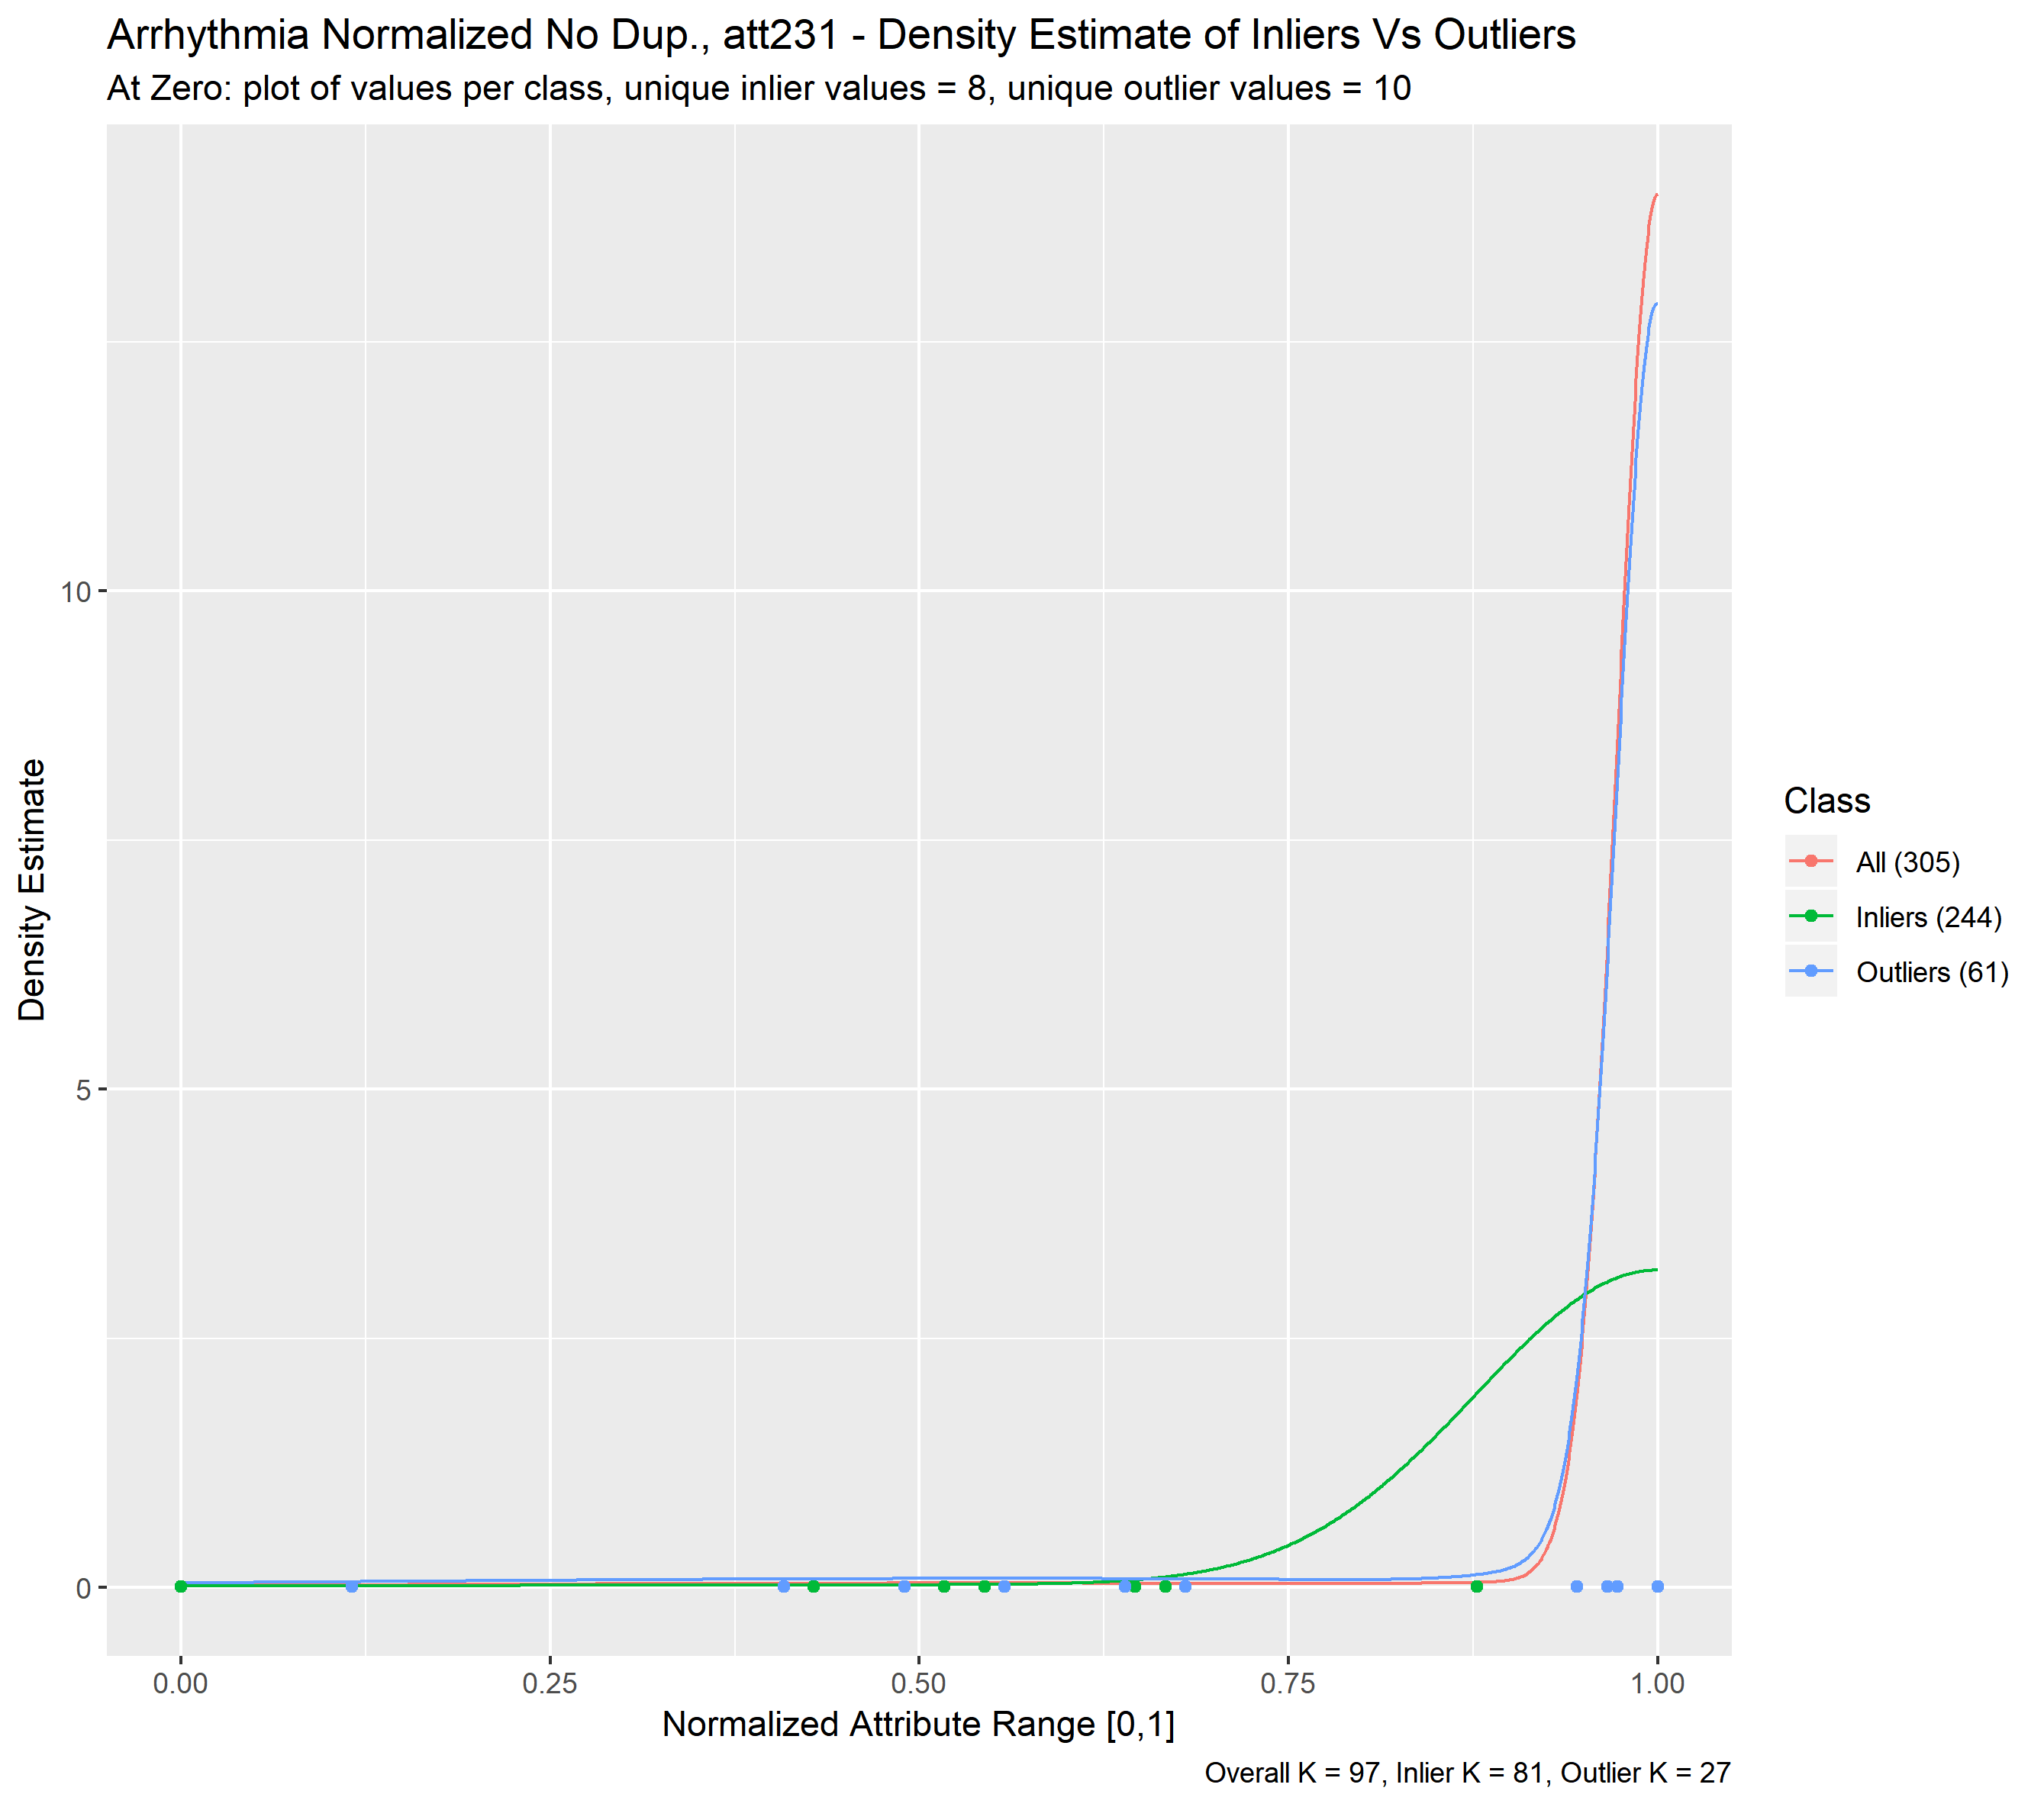 Arrhythmia Normalized No Dup., att231 - Density Estimate of Inliers Vs Outliers
At Zero: plot of values per class, unique inlier values = 8, unique outlier values = 10
10
5
0
Density Estimate
0.00 0.25 0.50 0.75 1.00
Normalized Attribute Range [0,1]
Class
All (305)
Inliers (244)
Outliers (61)
Overall K = 97, Inlier K = 81, Outlier K = 27